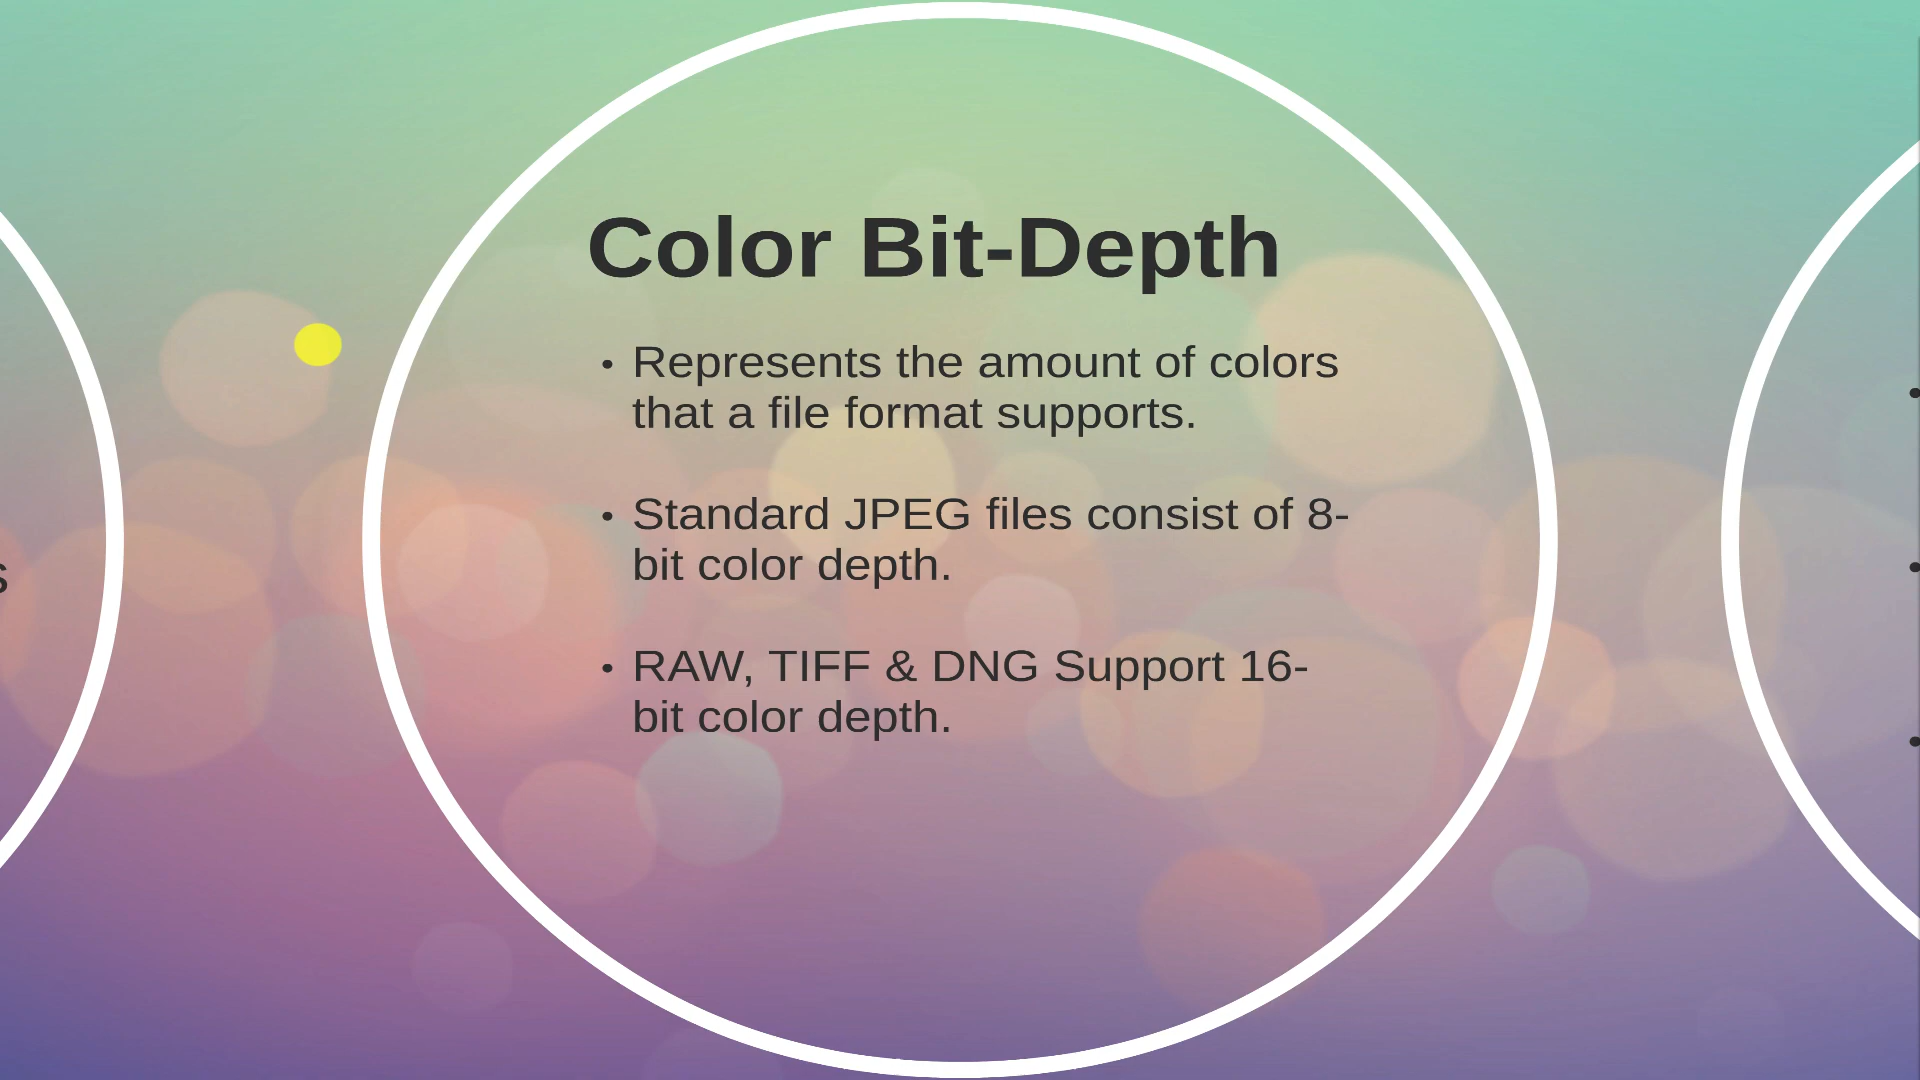 Color Bit-Depth
• Represents the amount of colors
that a file format supports.
• Standard JPEG files consist of 8-
bit color depth.
• RAW, TIFF & DNG Support 16-
bit color depth.
s